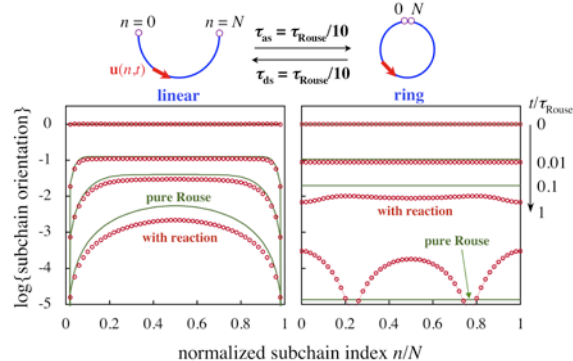 n = 0
n = N
u(n,t)
linear
τas = τRouse/10
τds = τRouse/10
0 N
ring
t/τRouse
0
0.01
0.1
1
log{subchain orientation}
0
-1
-2
-3
-4
-5
pure Rouse
with reaction
with reaction
pure Rouse
0 0.2 0.4 0.6 0.8 1
0 0.2 0.4 0.6 0.8 1
normalized subchain index n/N